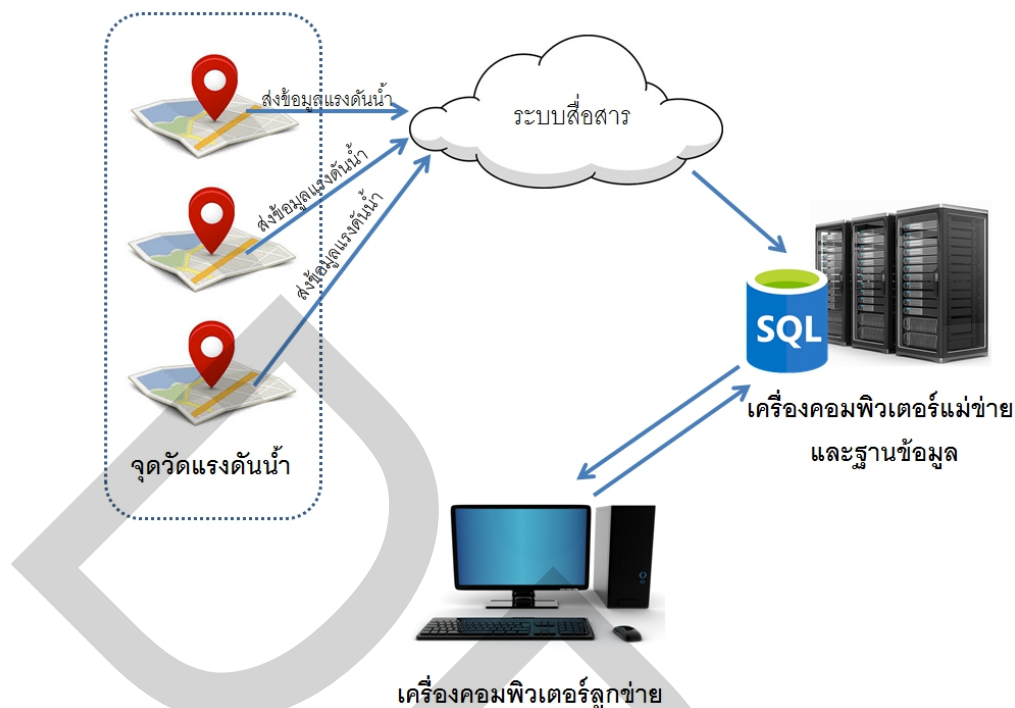 ส่งข้อมูลแรงดันน้ำ
ระบบสื่อสาร
ส่งข้อมูลแรงดันน้ำ
ส่งข้อมูลแรงดันน้ำ
SQL
เครื่องคอมพิวเตอร์แม่ข่าย
และฐานข้อมูล
จุดวัดแรงดันน้ำ
เครื่องคอมพิวเตอร์ลูกข่าย